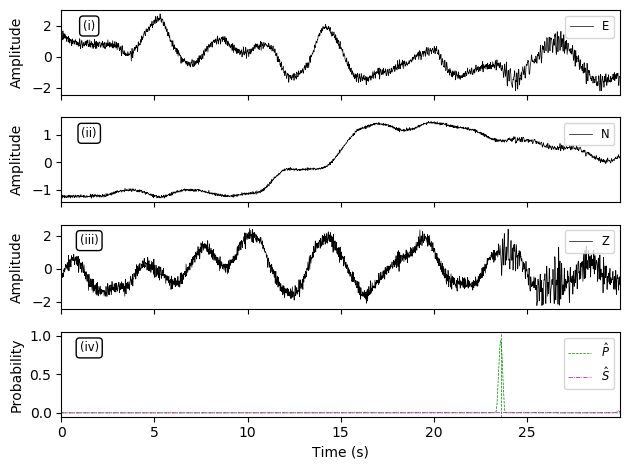 (i)
E
Amplitude
2
0
−2
(ii)
N
Amplitude
1
0
−1
(iii)
Z
Amplitude
2
0
−2
(iv)
P̂
Ŝ
Probability
1.0
0.5
0.0
0 5 10 15 20 25
Time (s)